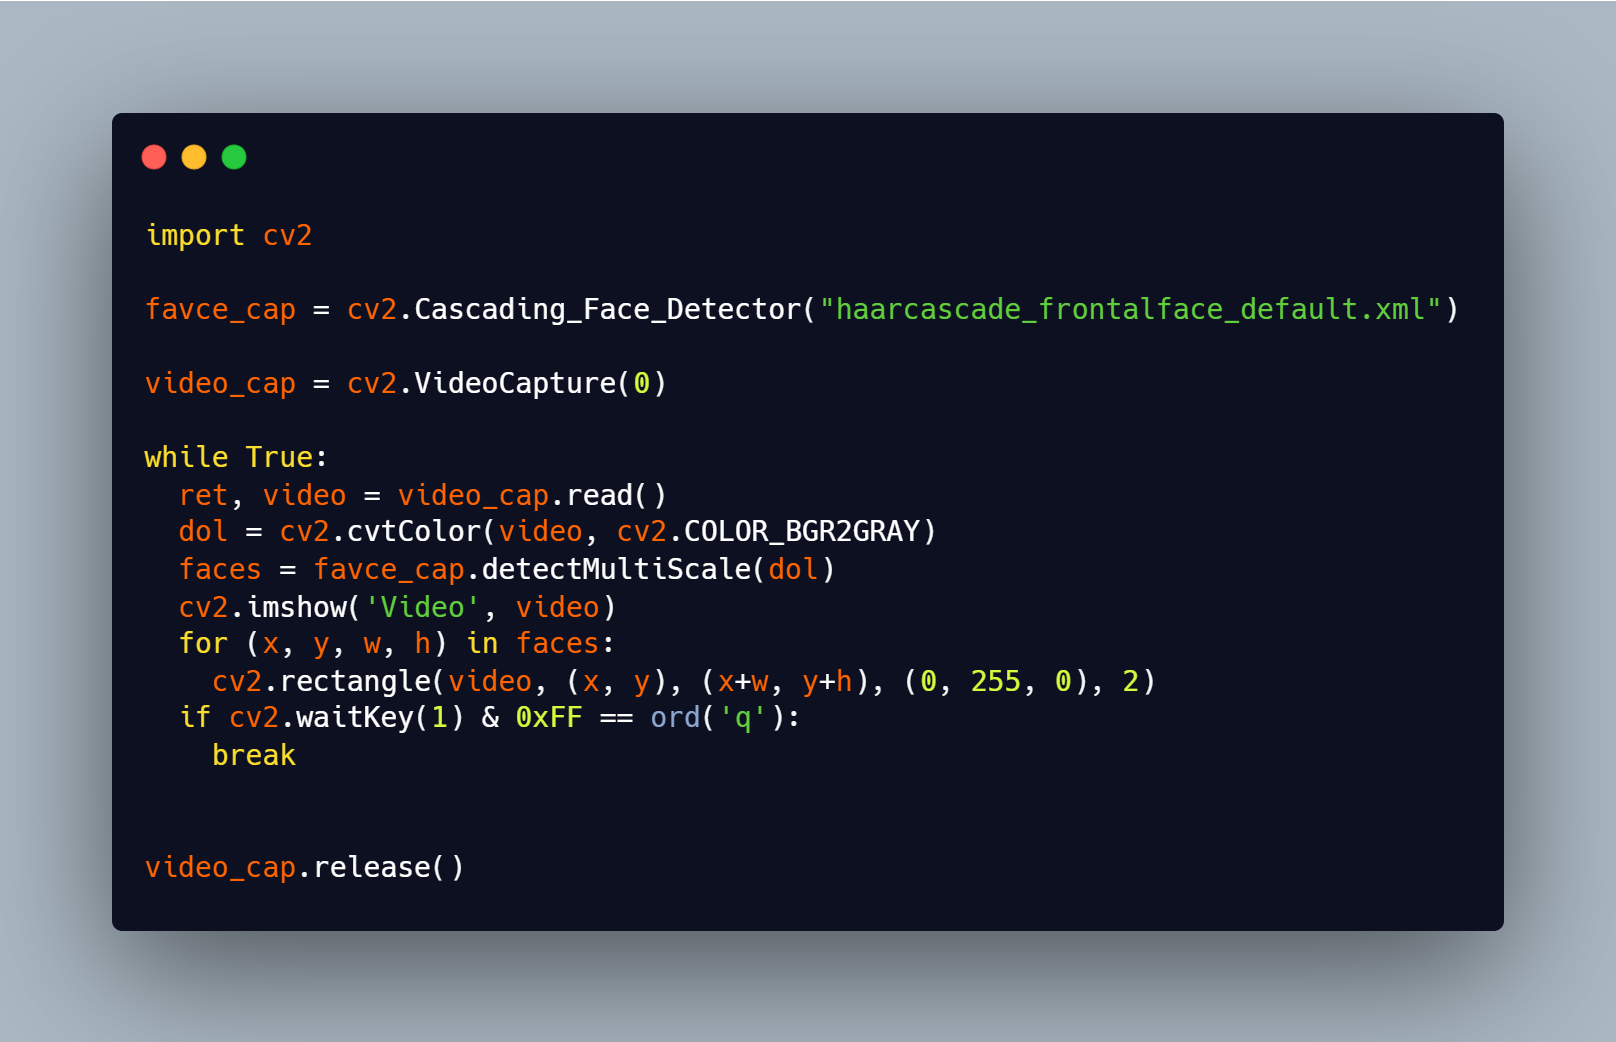 import cv2
favce_cap = cv2.Cascading_Face_Detector("haarcascade_frontalface_default.xml")
video_cap = cv2.VideoCapture(0)
while True:
  ret, video = video_cap.read()
  dol = cv2.cvtColor(video, cv2.COLOR_BGR2GRAY)
  faces = favce_cap.detectMultiScale(dol)
  cv2.imshow('Video', video)
  for (x, y, w, h) in faces:
    cv2.rectangle(video, (x, y), (x+w, y+h), (0, 255, 0), 2)
  if cv2.waitKey(1) & 0xFF == ord('q'):
    break
video_cap.release()